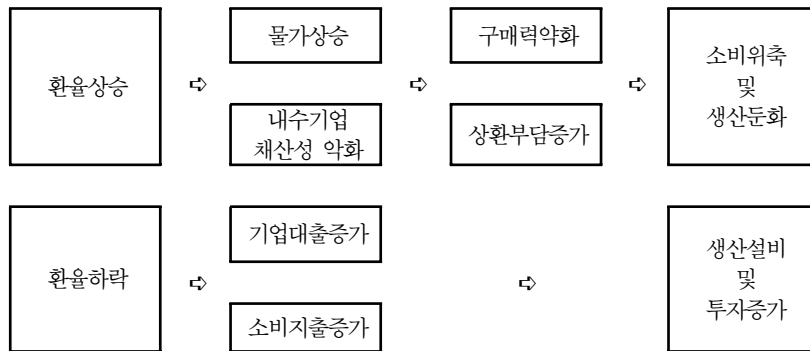 환율상승
⇨
물가상승
내수기업
채산성 악화
⇨
구매력약화
상환부담증가
⇨
소비위축
및
생산둔화
환율하락
⇨
기업대출증가
소비지출증가
⇨
생산설비
및
투자증가